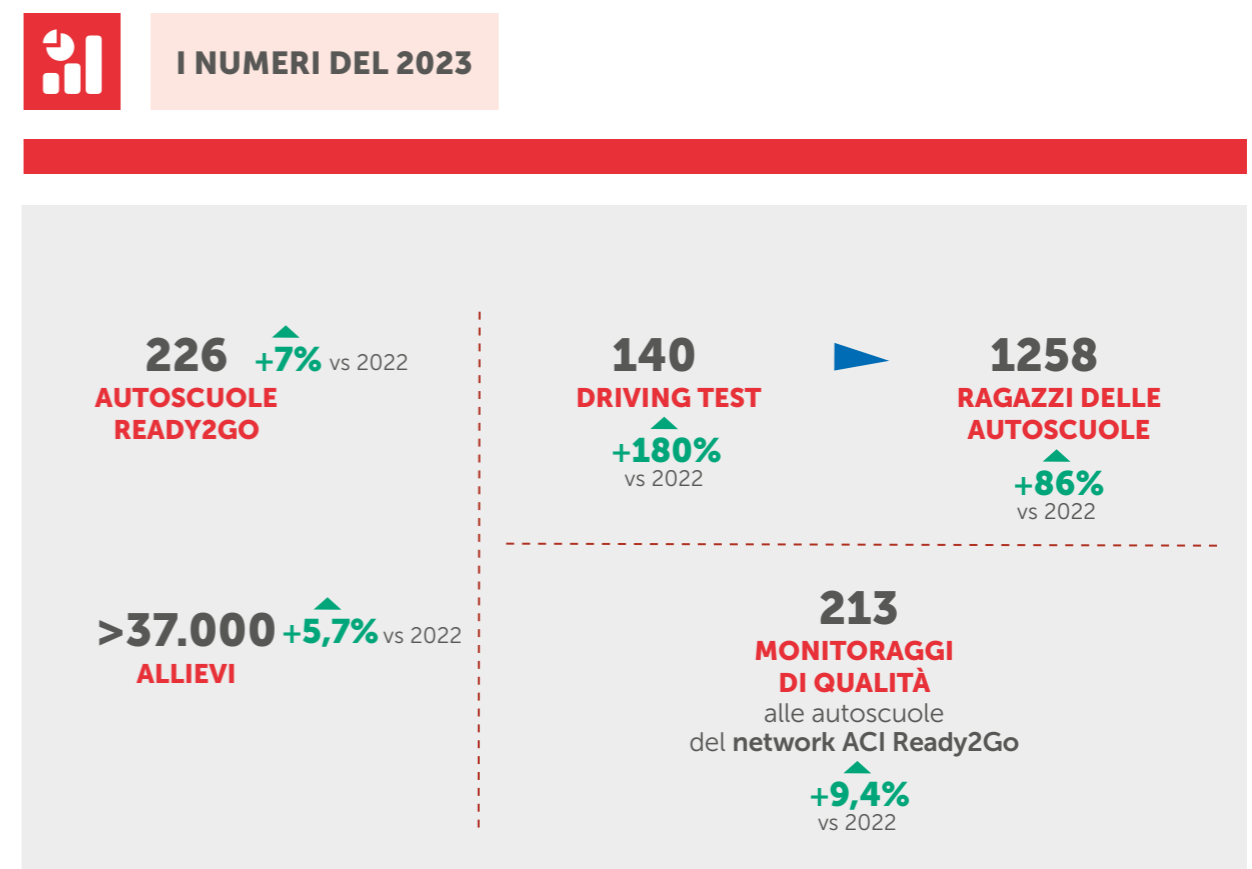 I NUMERI DEL 2023
226 +7% vs 2022
AUTOSCUOLE
READY2GO
>37.000 +5,7% vs 2022
ALLIEVI
140
DRIVING TEST
+180%
vs 2022
1258
RAGAZZI DELLE
AUTOSCUOLE
+86%
vs 2022
213
MONITORAGGI
DI QUALITÀ
alle autoscuole
del network ACI Ready2Go
+9,4%
vs 2022